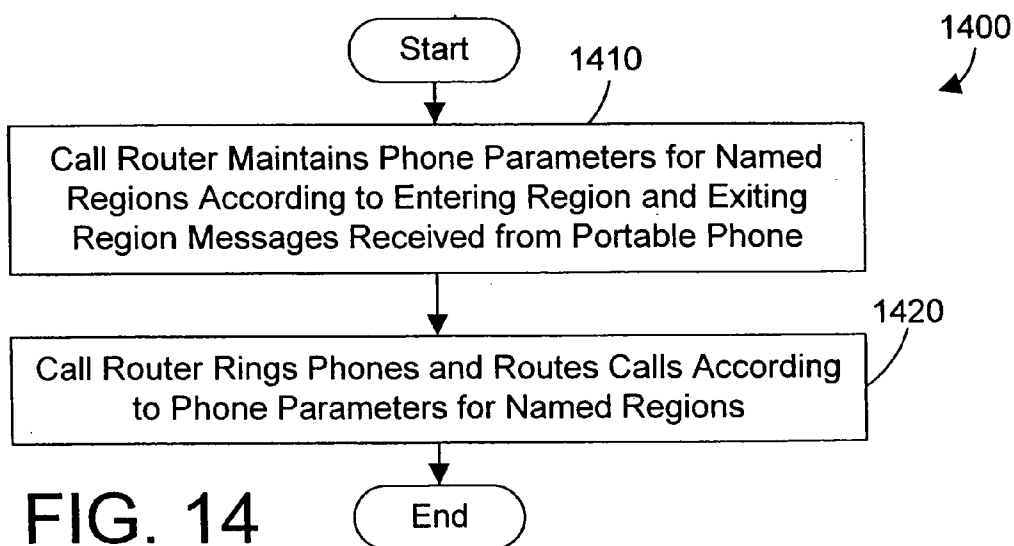 1400
Start
1410
Call Router Maintains Phone Parameters for Named
Regions According to Entering Region and Exiting
Region Messages Received from Portable Phone
1420
Call Router Rings Phones and Routes Calls According
to Phone Parameters for Named Regions
FIG. 14
End